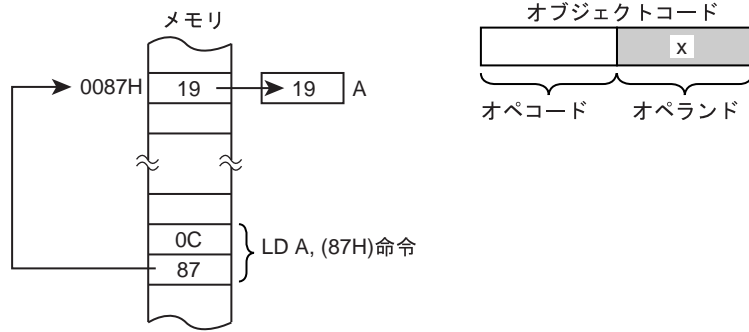 メモリ
0087H 19 19 A
0C
87
LD A, (87H)命令
オブジェクトコード
x
オペコード オペランド